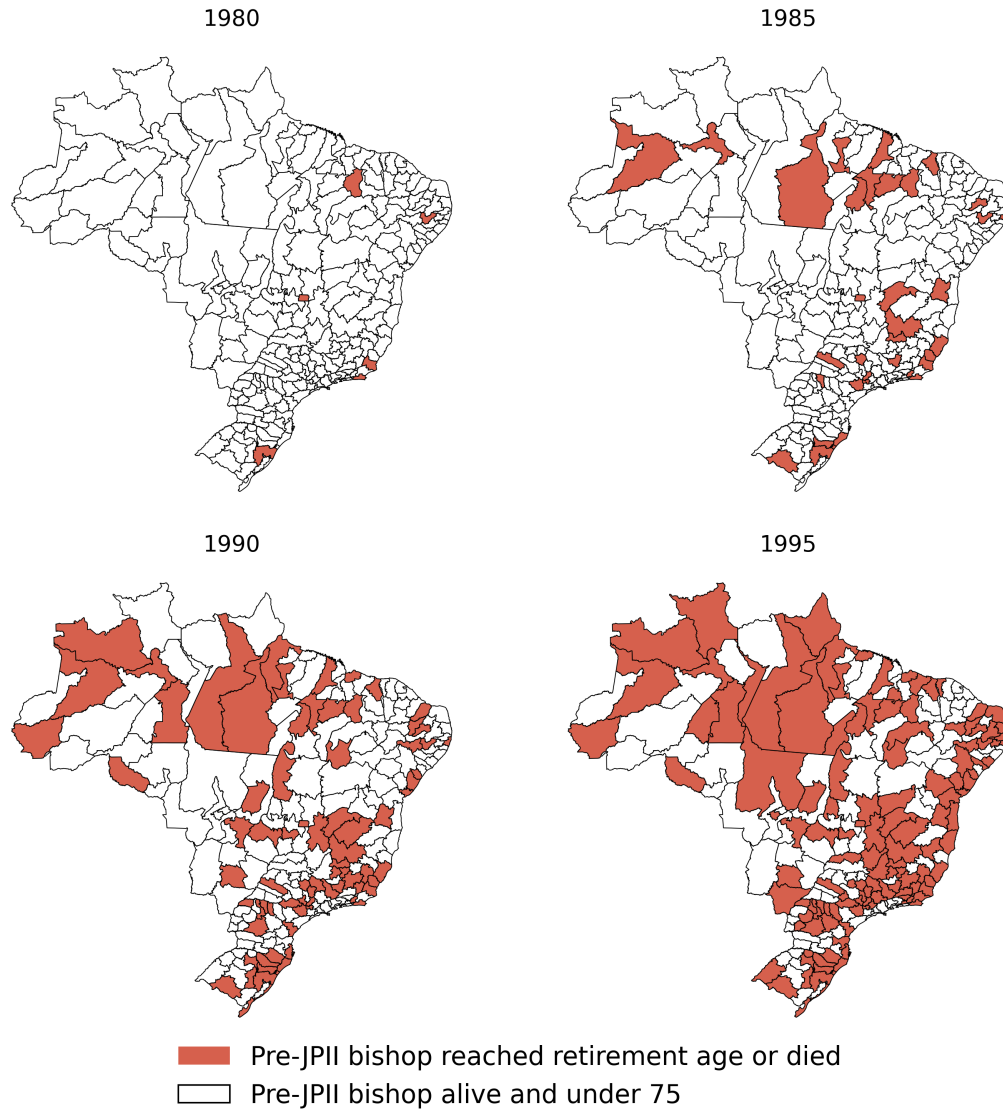 1980
1985
1990
1995
Pre-JPII bishop reached retirement age or died
Pre-JPII bishop alive and under 75